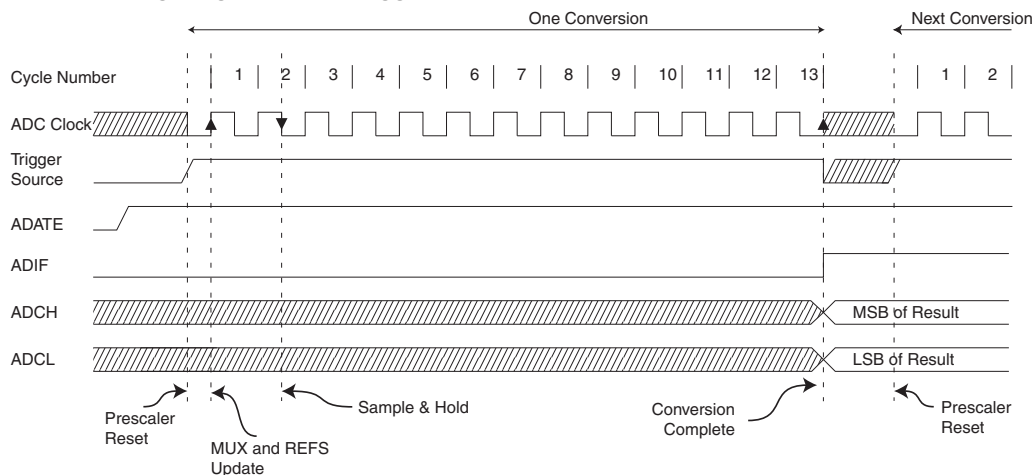 One Conversion
Next Conversion
Cycle Number
1 2 3 4 5 6 7 8 9 10 11 12 13 1 2
ADC Clock
Trigger
Source
ADATE
ADIF
ADCH
MSB of Result
ADCL
LSB of Result
Prescaler
Reset
MUX and REFS
Update
Sample & Hold
Conversion
Complete
Prescaler
Reset